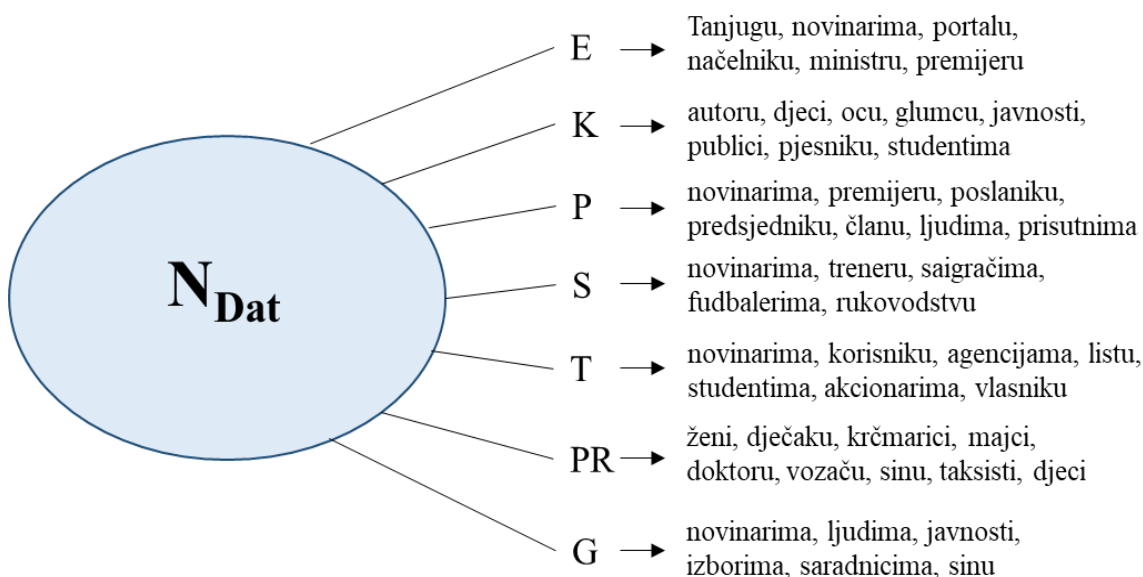 Tanjugu, novinarima, portalu,
E
načelniku, ministru, premijeru
autoru, djeci, ocu, glumcu, javnosti,
K
publici, pjesniku, studentima
novinarima, premijeru, poslaniku,
P
predsjedniku, članu, ljudima, prisutnima
N_Dat
novinarima, treneru, saigračima,
S
fudbalerima, rukovodstvu
novinarima, korisniku, agencijama, listu,
T
studentima, akcionarima, vlasniku
ženi, dječaku, krčmarici, majci,
PR
doktoru, vozaču, sinu, taksisti, djeci
novinarima, ljudima, javnosti,
G
izborima, saradnicima, sinu